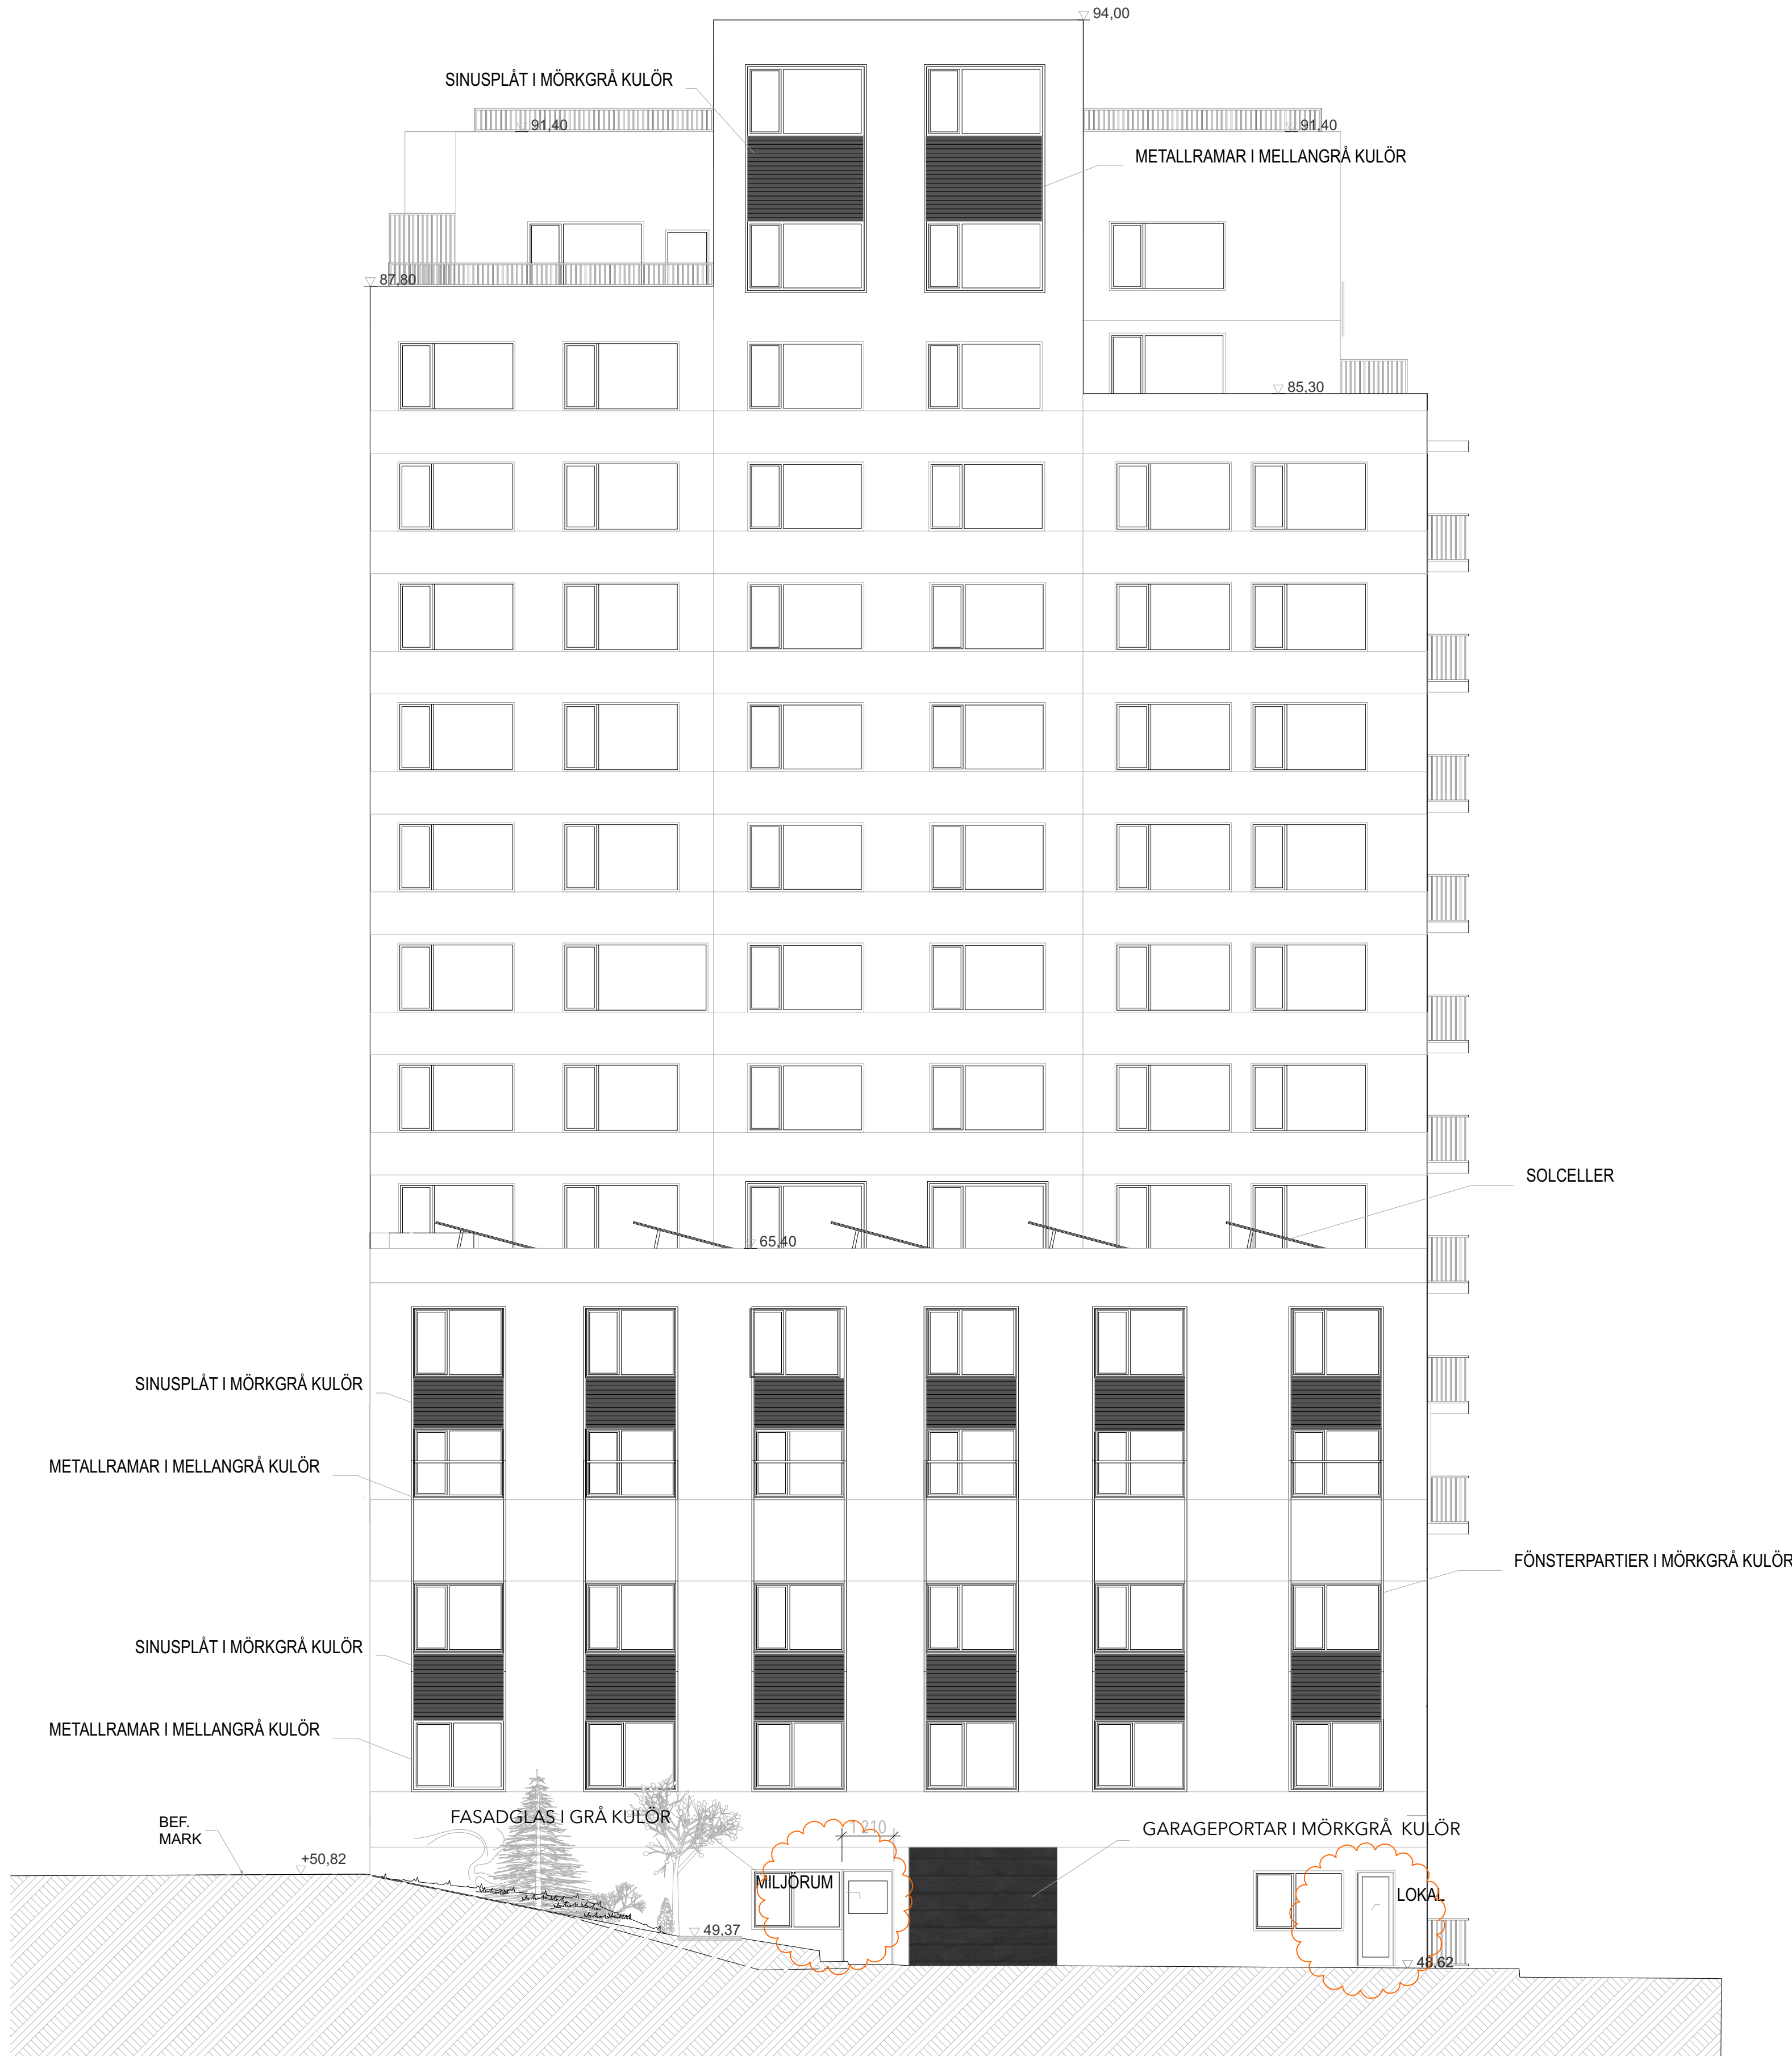 94,00
SINUSPLÅT I MÖRKGRÅ KULÖR
91,40
91,40
METALLRAMAR I MELLANGRÅ KULÖR
87,80
85,30
SOLCELLER
65,40
SINUSPLÅT I MÖRKGRÅ KULÖR
METALLRAMAR I MELLANGRÅ KULÖR
FÖNSTERPARTIER I MÖRKGRÅ KULÖR
SINUSPLÅT I MÖRKGRÅ KULÖR
METALLRAMAR I MELLANGRÅ KULÖR
FASADGLAS I GRÅ KULÖR
BEF.
MARK
1 210
GARAGEPORTAR I MÖRKGRÅ KULÖR
+50,82
MILJÖRUM
LOKAL
49,37
48,62